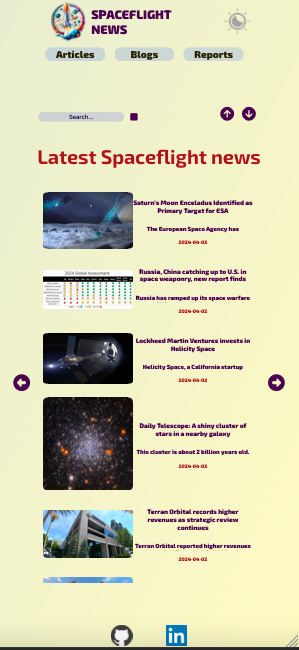 SPACEFLIGHT
NEWS
Articles
Blogs
Reports
Search...
Latest Spaceflight news
Saturn's Moon Enceladus Identified as
Primary Target for ESA
The European Space Agency has
2024-04-02
2024 Global Assessment
Russia, China catching up to U.S. in
space weaponry, new report finds
Russia has ramped up its space warfare
2024-04-02
Lockheed Martin Ventures invests in
Helicity Space
Helicity Space, a California startup
2024-04-02
Daily Telescope: A shiny cluster of
stars in a nearby galaxy
This cluster is about 2 billion years old.
2024-04-02
Terran Orbital records higher
revenues as strategic review
continues
Terran Orbital reported higher revenues
2024-04-02
in